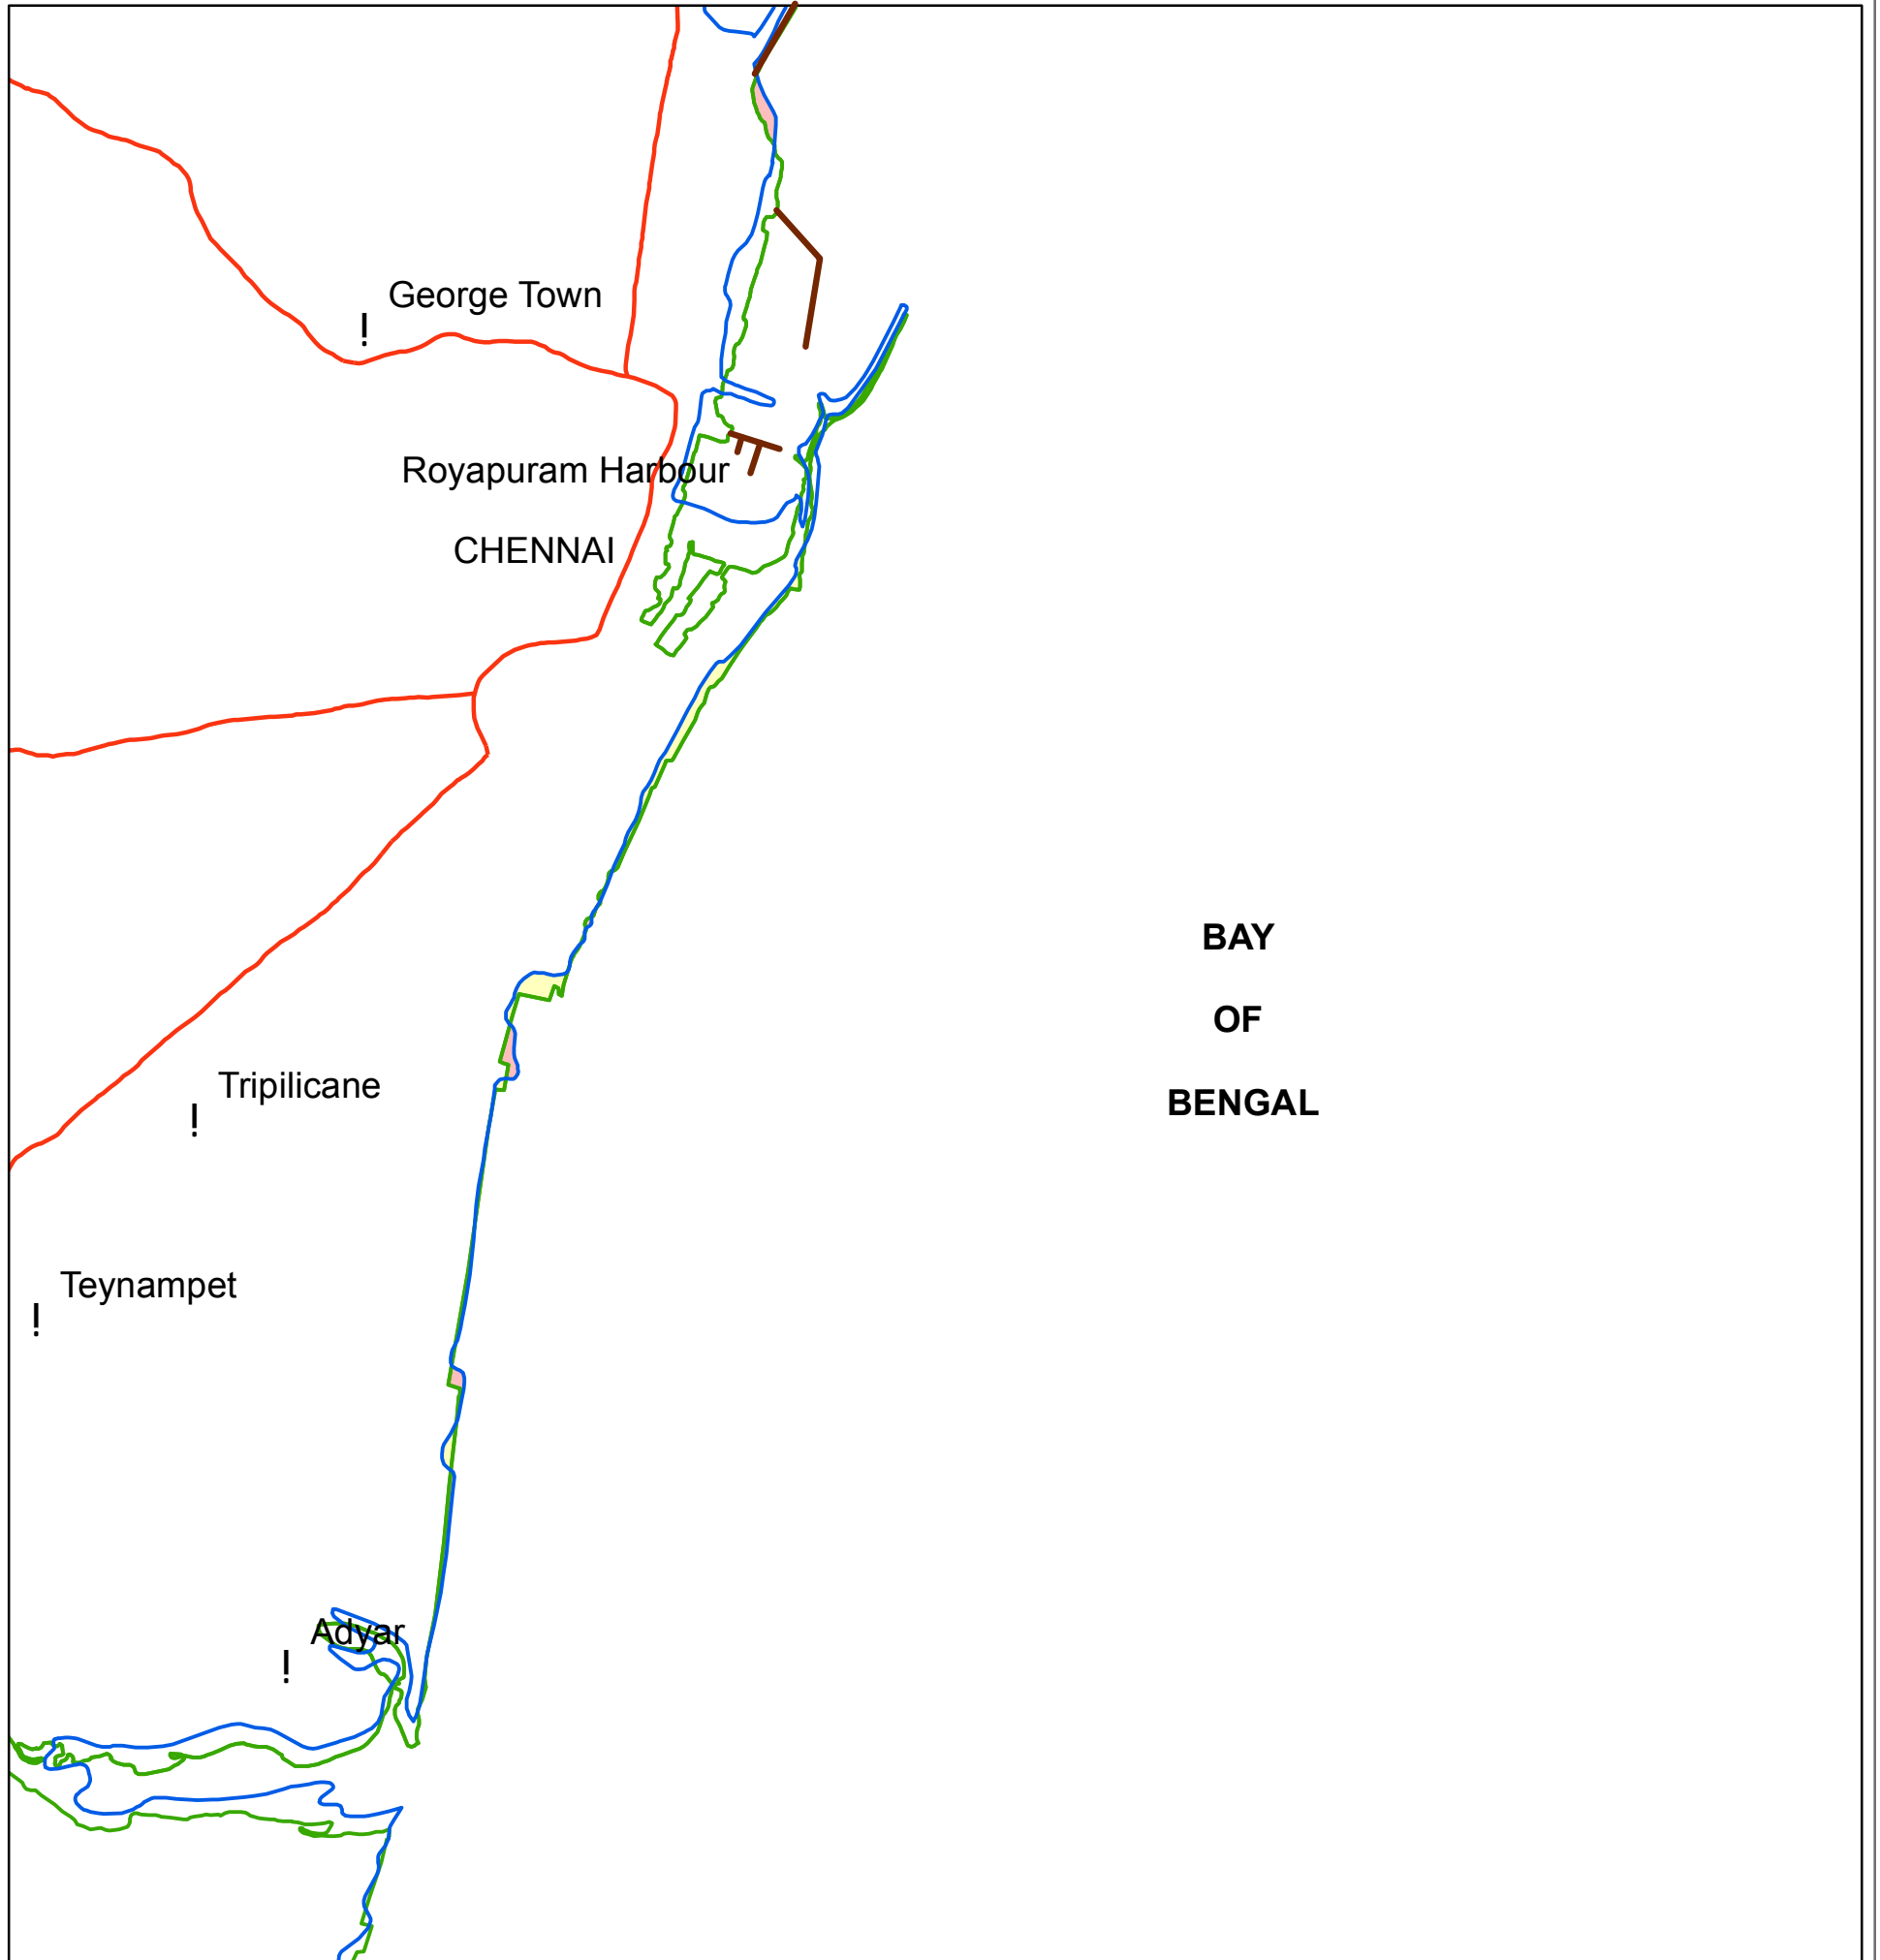 George Town
!
Royapuram Harbour
CHENNAI
BAY
OF
BENGAL
Tripilicane
!
Teynampet
!
Adyar
!